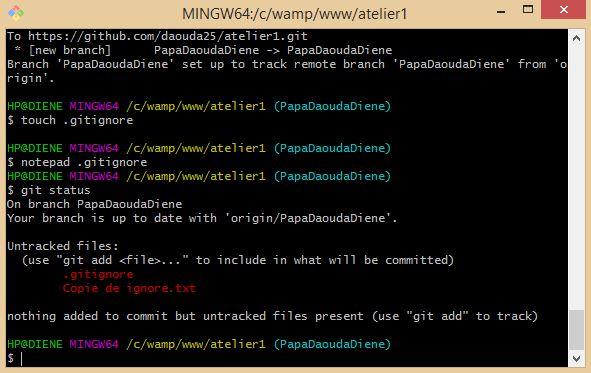 MINGW64:/c/wamp/www/atelier1
To https://github.com/daouda25/atelier1.git
 * [new branch]      PapaDaoudaDiene -> PapaDaoudaDiene
Branch 'PapaDaoudaDiene' set up to track remote branch 'PapaDaoudaDiene' from 'o
rigin'.
HP@DIENE MINGW64 /c/wamp/www/atelier1 (PapaDaoudaDiene)
$ touch .gitignore
HP@DIENE MINGW64 /c/wamp/www/atelier1 (PapaDaoudaDiene)
$ notepad .gitignore
HP@DIENE MINGW64 /c/wamp/www/atelier1 (PapaDaoudaDiene)
$ git status
On branch PapaDaoudaDiene
Your branch is up to date with 'origin/PapaDaoudaDiene'.
Untracked files:
  (use "git add <file>..." to include in what will be committed)
        .gitignore
        Copie de ignore.txt
nothing added to commit but untracked files present (use "git add" to track)
HP@DIENE MINGW64 /c/wamp/www/atelier1 (PapaDaoudaDiene)
$